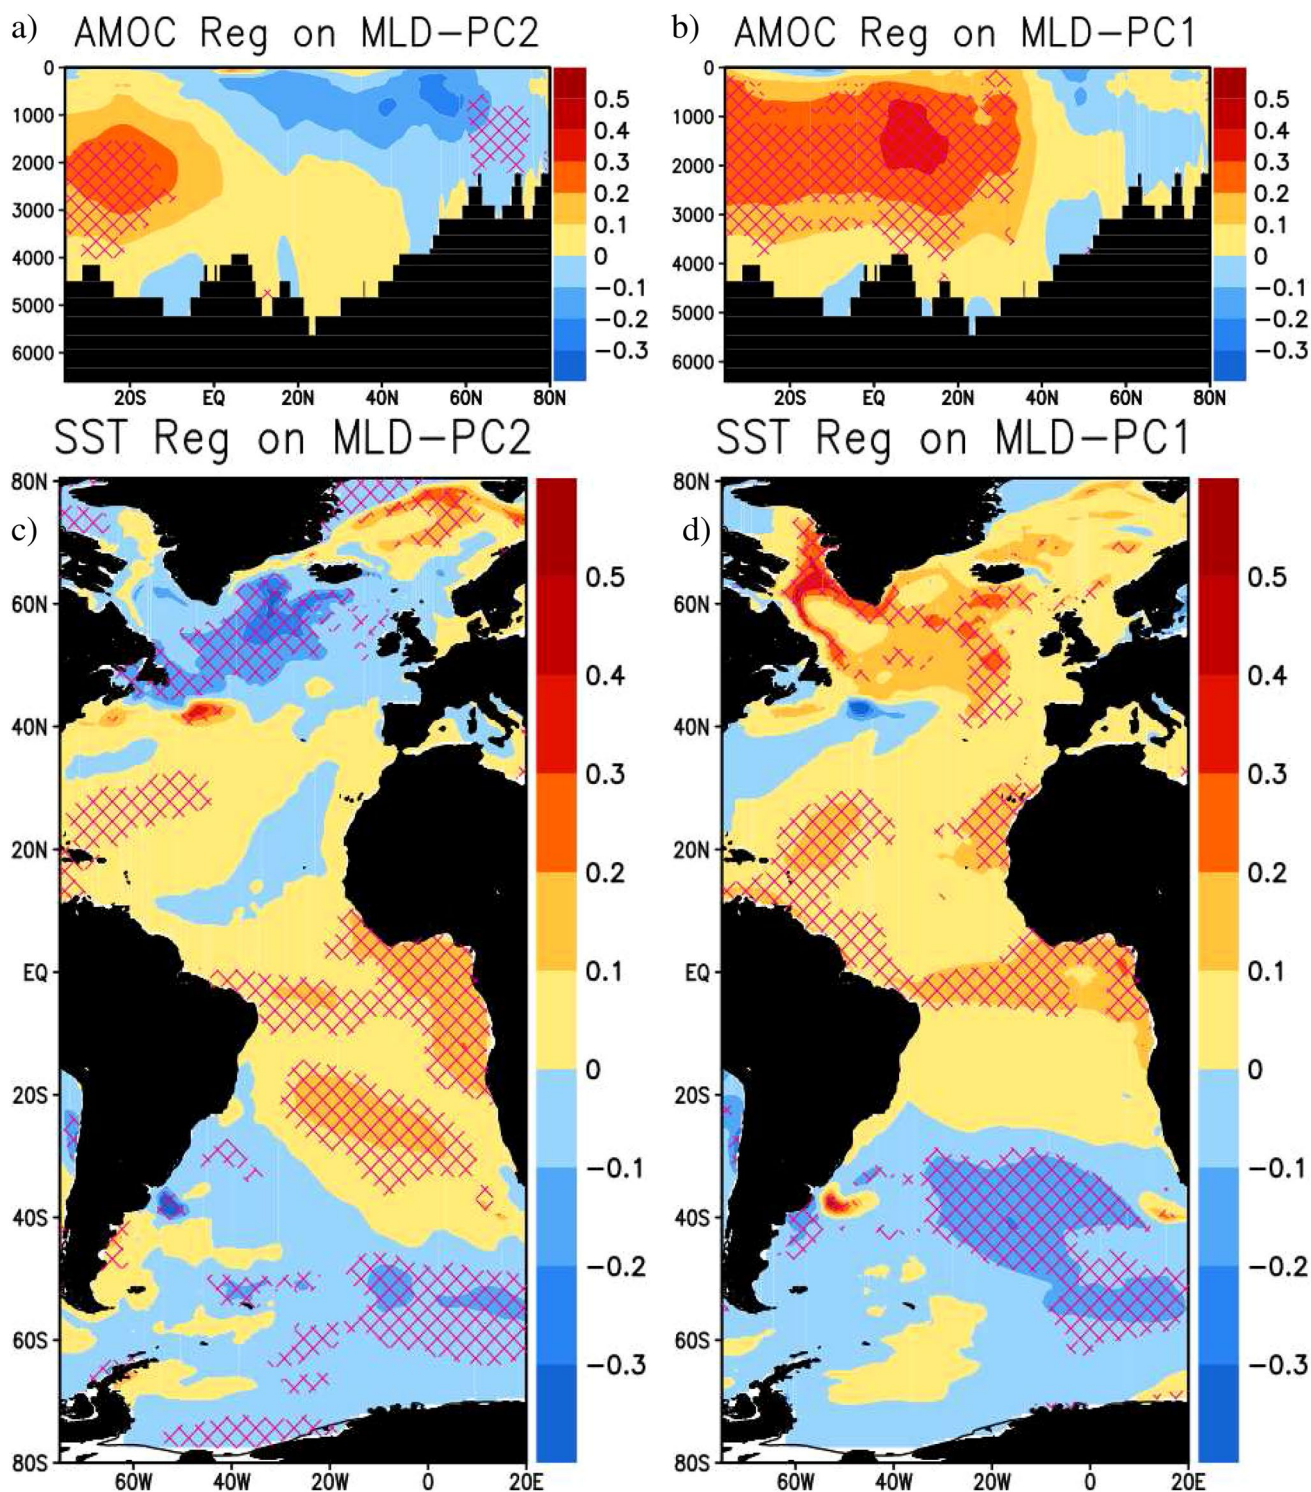 a) AMOC Reg on MLD-PC2
0
1000
2000
3000
4000
5000
6000
20S EQ 20N 40N 60N 80N
0.5
0.4
0.3
0.2
0.1
0
-0.1
-0.2
-0.3
b) AMOC Reg on MLD-PC1
0
1000
2000
3000
4000
5000
6000
20S EQ 20N 40N 60N 80N
0.5
0.4
0.3
0.2
0.1
0
-0.1
-0.2
-0.3
SST Reg on MLD-PC2
c)
80N
60N
40N
20N
EQ
20S
40S
60S
80S
60W 40W 20W 0 20E
0.5
0.4
0.3
0.2
0.1
0
-0.1
-0.2
-0.3
SST Reg on MLD-PC1
d)
80N
60N
40N
20N
EQ
20S
40S
60S
80S
60W 40W 20W 0 20E
0.5
0.4
0.3
0.2
0.1
0
-0.1
-0.2
-0.3